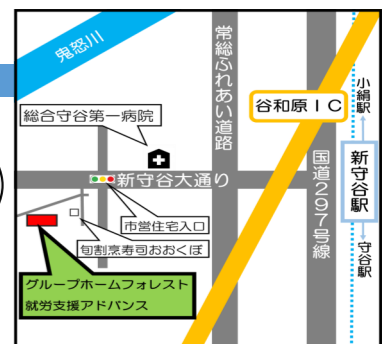 鬼怒川
常総ふれあい道路
総合守谷第一病院
谷和原IC
小絹駅
新守谷駅
守谷駅
国道297号線
新守谷大通り
市営住宅入口
旬割烹寿司おおくぼ
グループホームフォレスト
就労支援アドバンス